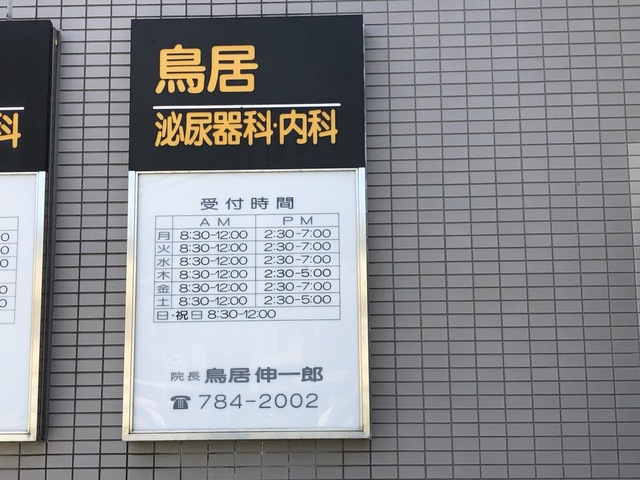 鳥居
泌尿器科・内科
受付時間
AM PM
月 8:30-12:00 2:30-7:00
火 8:30-12:00 2:30-7:00
水 8:30-12:00 2:30-7:00
木 8:30-12:00 2:30-5:00
金 8:30-12:00 2:30-7:00
土 8:30-12:00 2:30-5:00
日・祝日 8:30-12:00
院長 鳥居伸一郎
☎ 784-2002
科